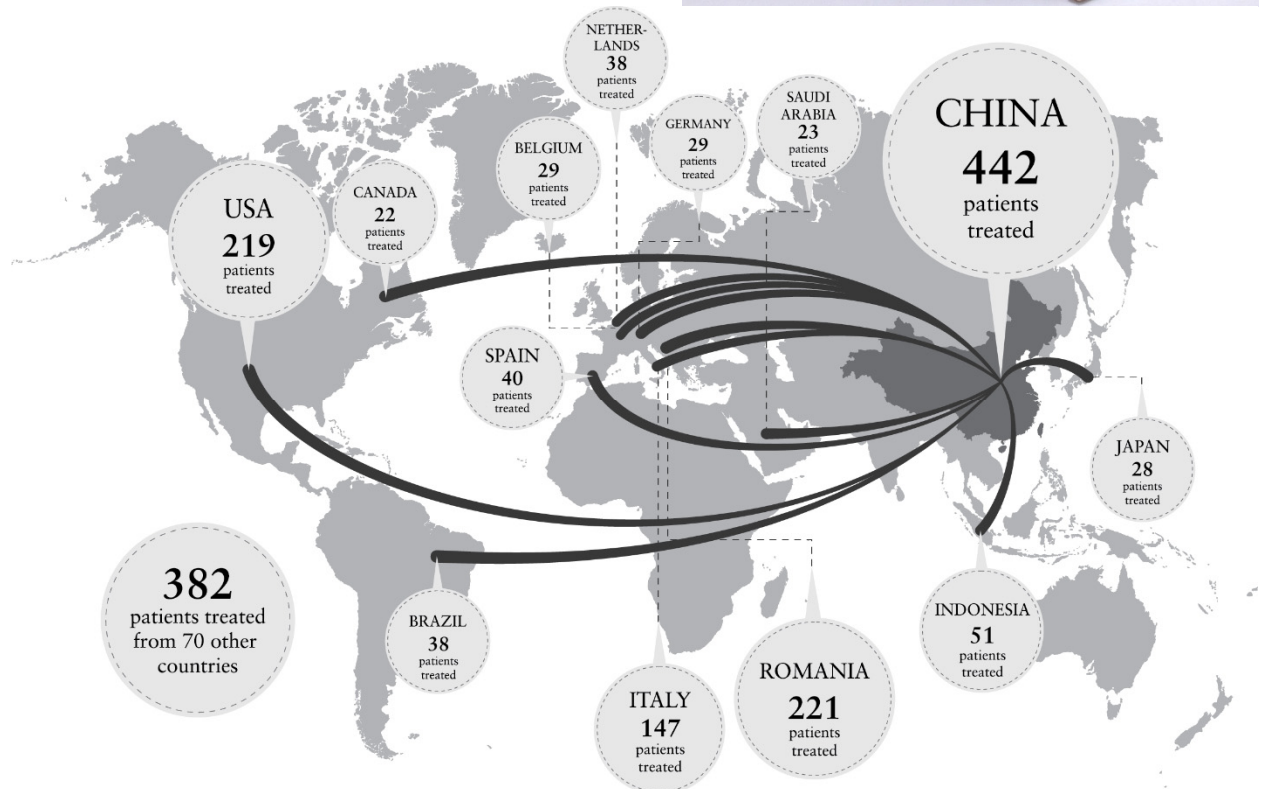 NETHER-
LANDS
38
patients
treated
SAUDI
ARABIA
23
patients
treated
GERMANY
29
patients
treated
CHINA
442
patients
treated
BELGIUM
29
patients
treated
CANADA
22
patients
treated
USA
219
patients
treated
SPAIN
40
patients
treated
JAPAN
28
patients
treated
382
patients treated
from 70 other
countries
BRAZIL
38
patients
treated
INDONESIA
51
patients
treated
ROMANIA
221
patients
treated
ITALY
147
patients
treated